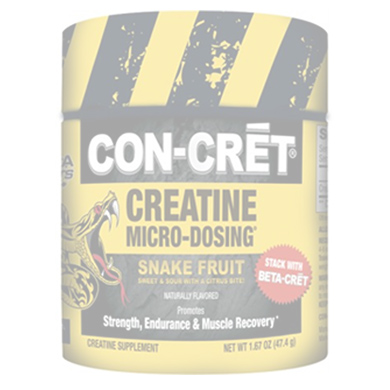 CON-CRĒT®
CREATINE
MICRO-DOSING
SNAKE FRUIT
SWEET & SOUR WITH A CITRUS BITE!
NATURALLY FLAVORED
Promotes
Strength, Endurance & Muscle Recovery*
STACK WITH
BETA-CRĒT
CREATINE SUPPLEMENT
NET WT 1.67 OZ (47.4 g)